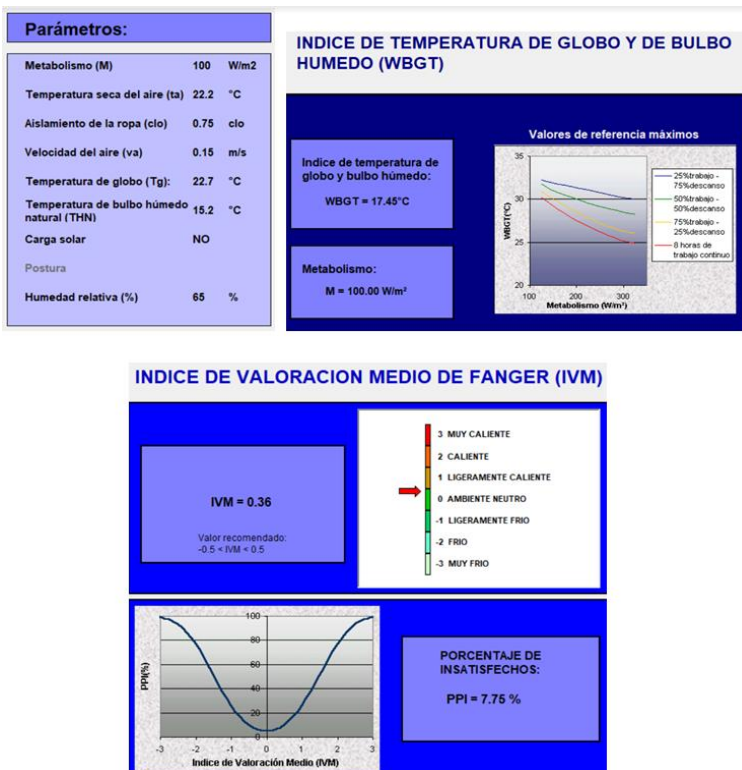 Parámetros:
Metabolismo (M) 100 W/m2
Temperatura seca del aire (ta) 22.2 °C
Aislamiento de la ropa (clo) 0.75 clo
Velocidad del aire (va) 0.15 m/s
Temperatura de globo (Tg): 22.7 °C
Temperatura de bulbo húmedo
natural (THN) 15.2 °C
Carga solar NO
Postura
Humedad relativa (%) 65 %
INDICE DE TEMPERATURA DE GLOBO Y DE BULBO
HUMEDO (WBGT)
Indice de temperatura de
globo y bulbo húmedo:
WBGT = 17.45°C
Metabolismo:
M = 100.00 W/m²
Valores de referencia máximos
WBGT(°C)
35
30
25
20
100 200 300
Metabolismo (W/m²)
25%trabajo -
75%descanso
50%trabajo -
50%descanso
75%trabajo -
25%descanso
8 horas de
trabajo continuo
INDICE DE VALORACION MEDIO DE FANGER (IVM)
IVM = 0.36
Valor recomendado:
-0.5 < IVM < 0.5
3 MUY CALIENTE
2 CALIENTE
1 LIGERAMENTE CALIENTE
0 AMBIENTE NEUTRO
-1 LIGERAMENTE FRIO
-2 FRIO
-3 MUY FRIO
PPI(%)
100
80
60
40
20
0
-3 -2 -1 0 1 2 3
Indice de Valoración Medio (IVM)
PORCENTAJE DE
INSATISFECHOS:
PPI = 7.75 %